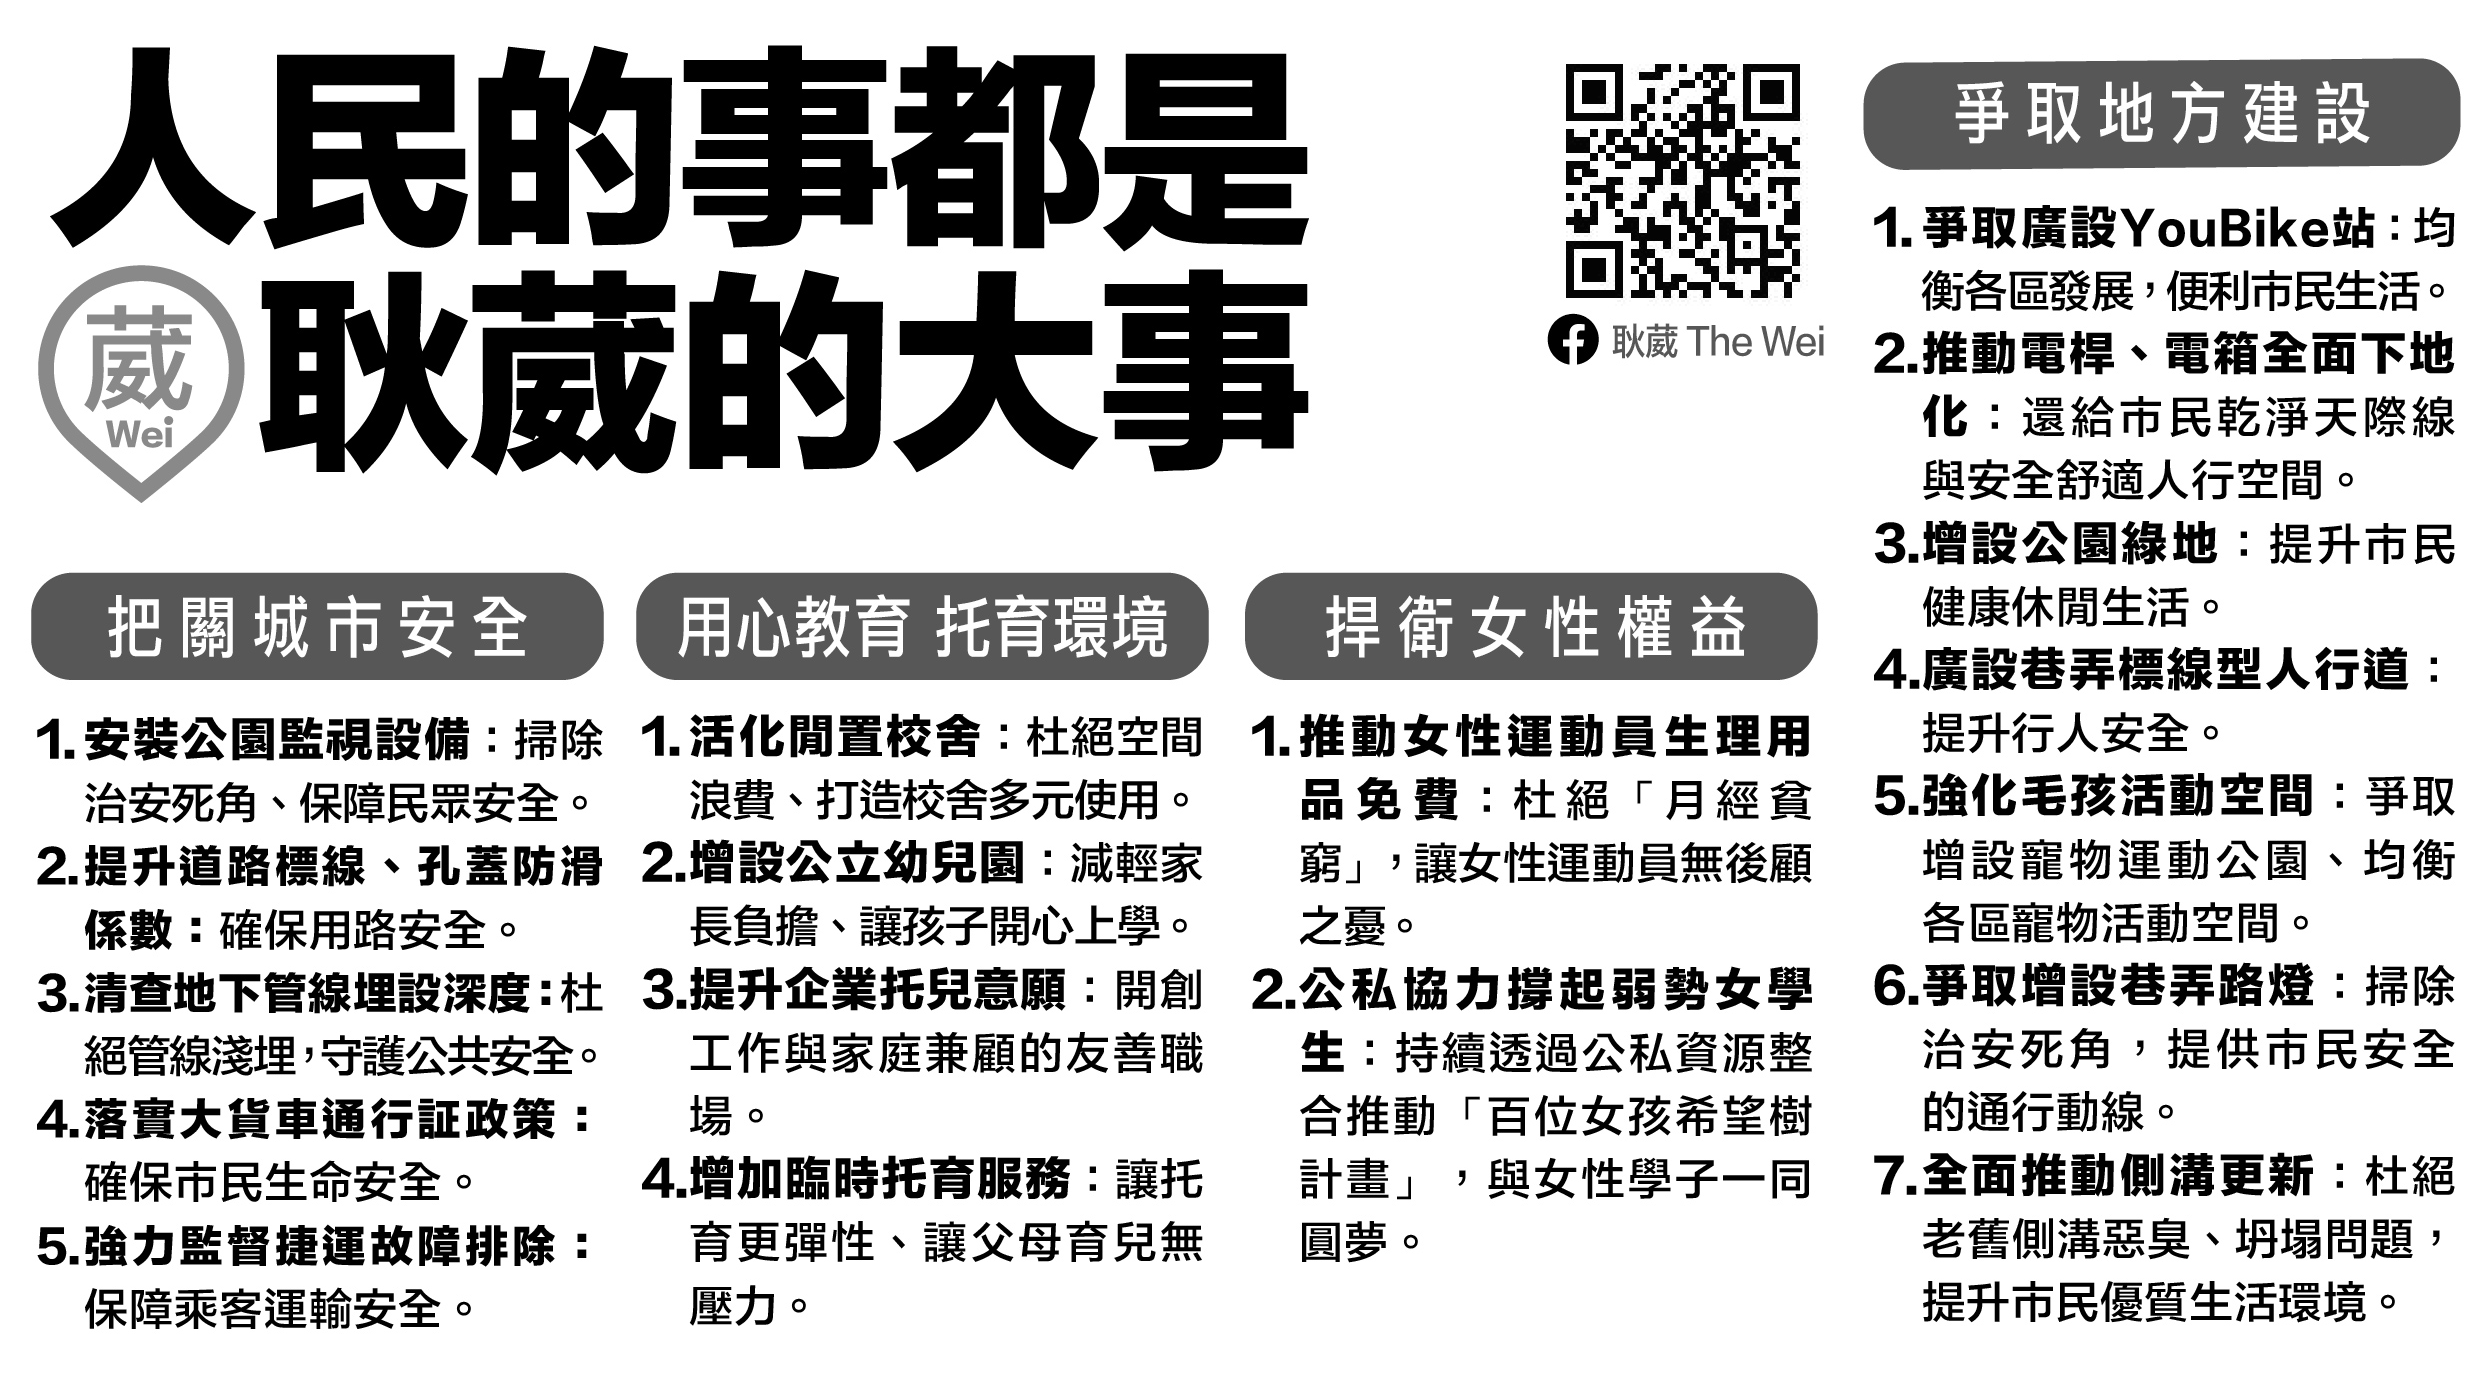 人民的事都是
葳
Wei
耿葳的大事
耿葳 The Wei
把關城市安全
1.安裝公園監視設備：掃除
治安死角、保障民眾安全。
2.提升道路標線、孔蓋防滑
係數：確保用路安全。
3.清查地下管線埋設深度：杜
絕管線淺埋，守護公共安全。
4.落實大貨車通行証政策：
確保市民生命安全。
5.強力監督捷運故障排除：
保障乘客運輸安全。
用心教育 托育環境
1.活化閒置校舍：杜絕空間
浪費、打造校舍多元使用。
2.增設公立幼兒園：減輕家
長負擔、讓孩子開心上學。
3.提升企業托兒意願：開創
工作與家庭兼顧的友善職
場。
4.增加臨時托育服務：讓托
育更彈性、讓父母育兒無
壓力。
捍衛女性權益
1.推動女性運動員生理用
品免費：杜絕「月經貧
窮」，讓女性運動員無後顧
之憂。
2.公私協力撐起弱勢女學
生：持續透過公私資源整
合推動「百位女孩希望樹
計畫」，與女性學子一同
圓夢。
爭取地方建設
1.爭取廣設YouBike站：均
衡各區發展，便利市民生活。
2.推動電桿、電箱全面下地
化：還給市民乾淨天際線
與安全舒適人行空間。
3.增設公園綠地：提升市民
健康休閒生活。
4.廣設巷弄標線型人行道：
提升行人安全。
5.強化毛孩活動空間：爭取
增設寵物運動公園、均衡
各區寵物活動空間。
6.爭取增設巷弄路燈：掃除
治安死角，提供市民安全
的通行動線。
7.全面推動側溝更新：杜絕
老舊側溝惡臭、坍塌問題，
提升市民優質生活環境。